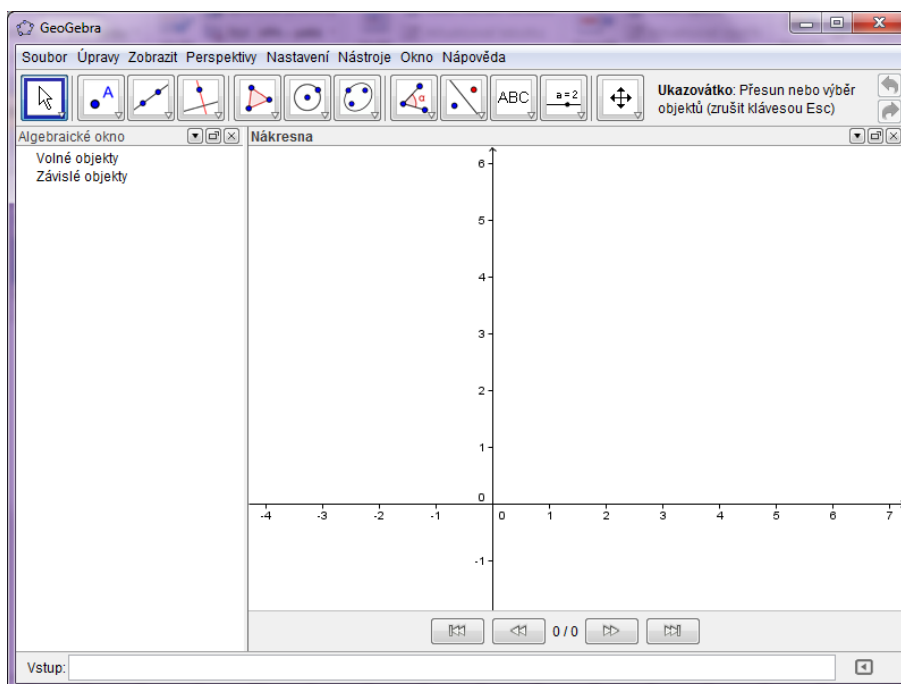 GeoGebra
Soubor Úpravy Zobrazit Perspektivy Nastavení Nástroje Okno Nápověda
A
α
ABC
a=2
Ukazovátko: Přesun nebo výběr
objektů (zrušit klávesou Esc)
Algebraické okno
Nákresna
Volné objekty
Závislé objekty
6
5
4
3
2
1
0
-4 -3 -2 -1 0 1 2 3 4 5 6 7
-1
0 / 0
Vstup: